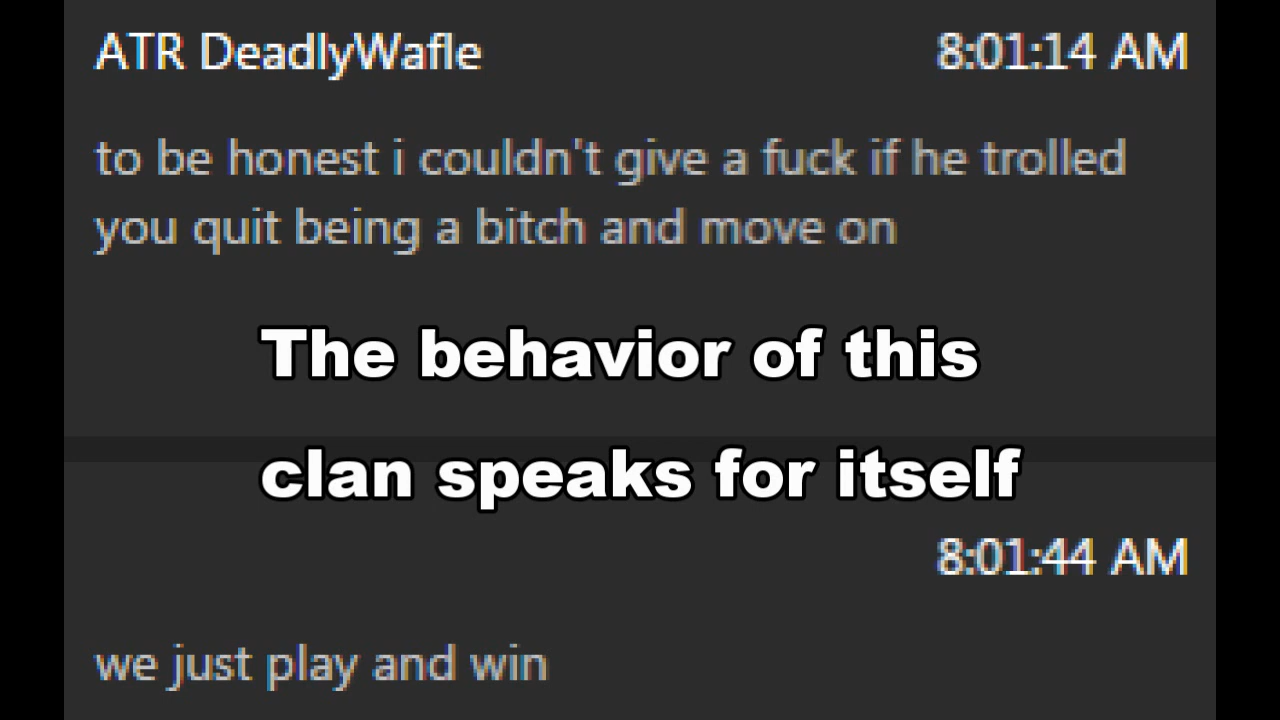 ATR DeadlyWafle 8:01:14 AM
to be honest i couldn't give a fuck if he trolled
you quit being a bitch and move on
The behavior of this
clan speaks for itself
8:01:44 AM
we just play and win